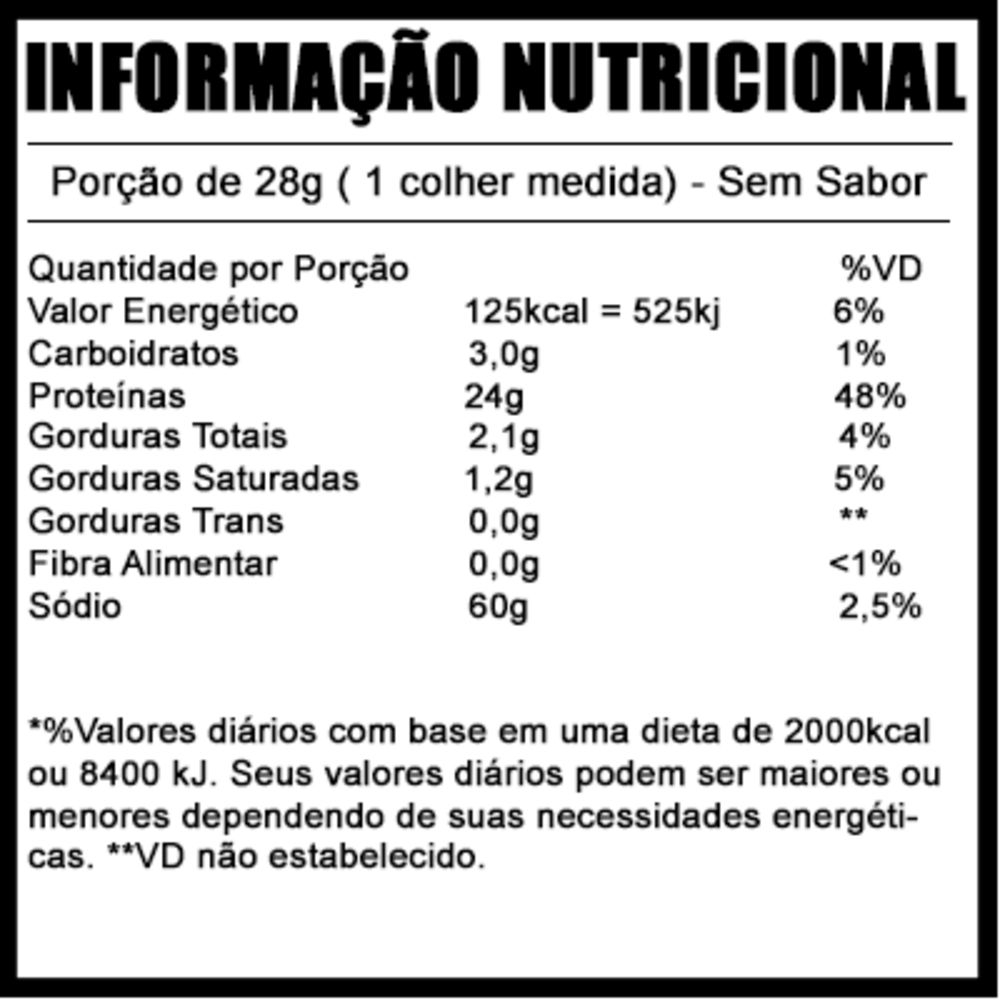 INFORMAÇÃO NUTRICIONAL
Porção de 28g ( 1 colher medida) - Sem Sabor
Quantidade por Porção %VD
Valor Energético 125kcal = 525kj 6%
Carboidratos 3,0g 1%
Proteínas 24g 48%
Gorduras Totais 2,1g 4%
Gorduras Saturadas 1,2g 5%
Gorduras Trans 0,0g **
Fibra Alimentar 0,0g <1%
Sódio 60g 2,5%
*%Valores diários com base em uma dieta de 2000kcal
ou 8400 kJ. Seus valores diários podem ser maiores ou
menores dependendo de suas necessidades energéti-
cas. **VD não estabelecido.